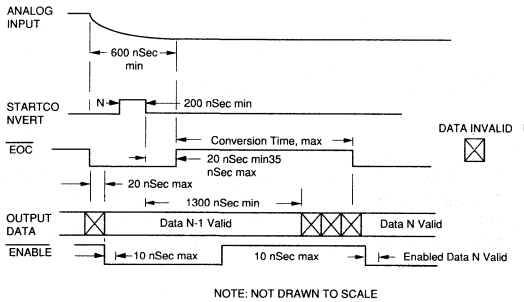 ANALOG
INPUT
600 nSec
min
STARTCO
NVERT
N
200 nSec min
Conversion Time, max
DATA INVALID
EOC
20 nSec min35
nSec max
20 nSec max
1300 nSec min
OUTPUT
DATA
Data N-1 Valid
Data N Valid
ENABLE
10 nSec max
10 nSec max
Enabled Data N Valid
NOTE: NOT DRAWN TO SCALE